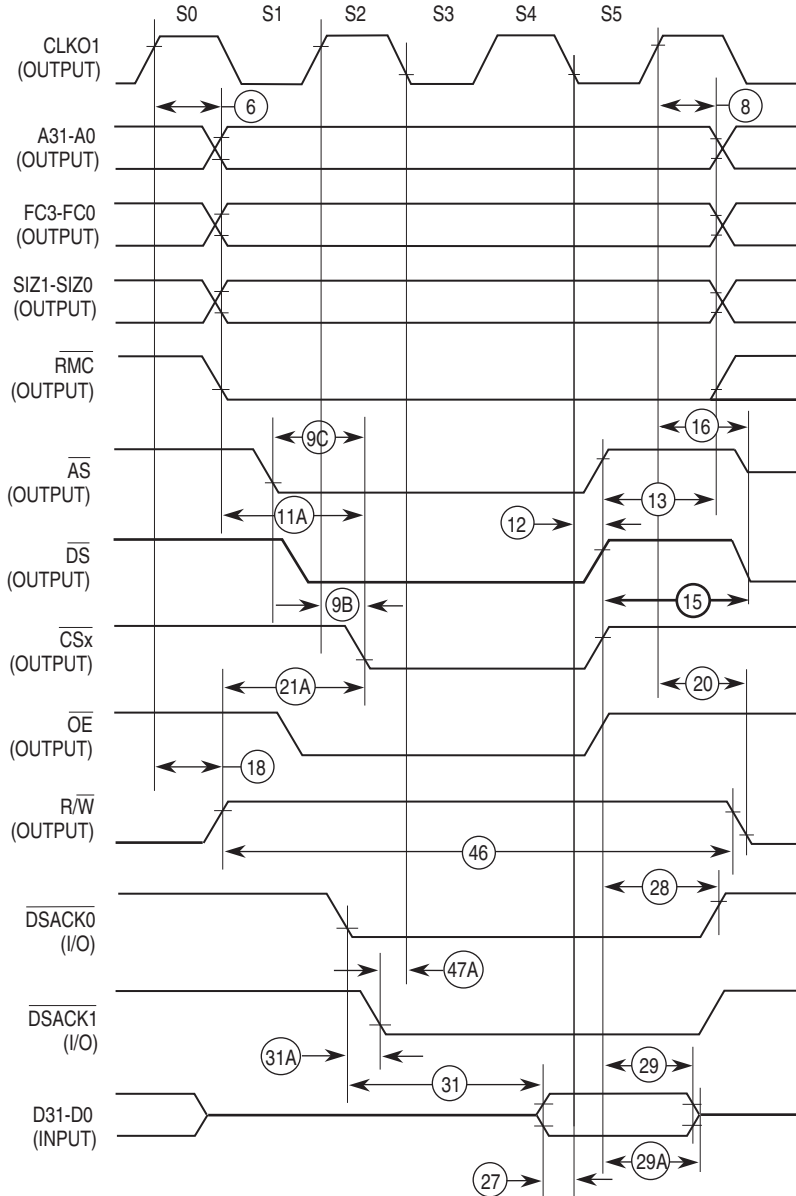 S0 S1 S2 S3 S4 S5
CLKO1
(OUTPUT)
6
8
A31-A0
(OUTPUT)
FC3-FC0
(OUTPUT)
SIZ1-SIZ0
(OUTPUT)
RMC
(OUTPUT)
16
9C
AS
(OUTPUT)
11A
12
13
DS
(OUTPUT)
9B
15
CSx
(OUTPUT)
21A
20
OE
(OUTPUT)
18
R/W
(OUTPUT)
46
28
DSACK0
(I/O)
47A
DSACK1
(I/O)
31A
31
29
D31-D0
(INPUT)
27
29A